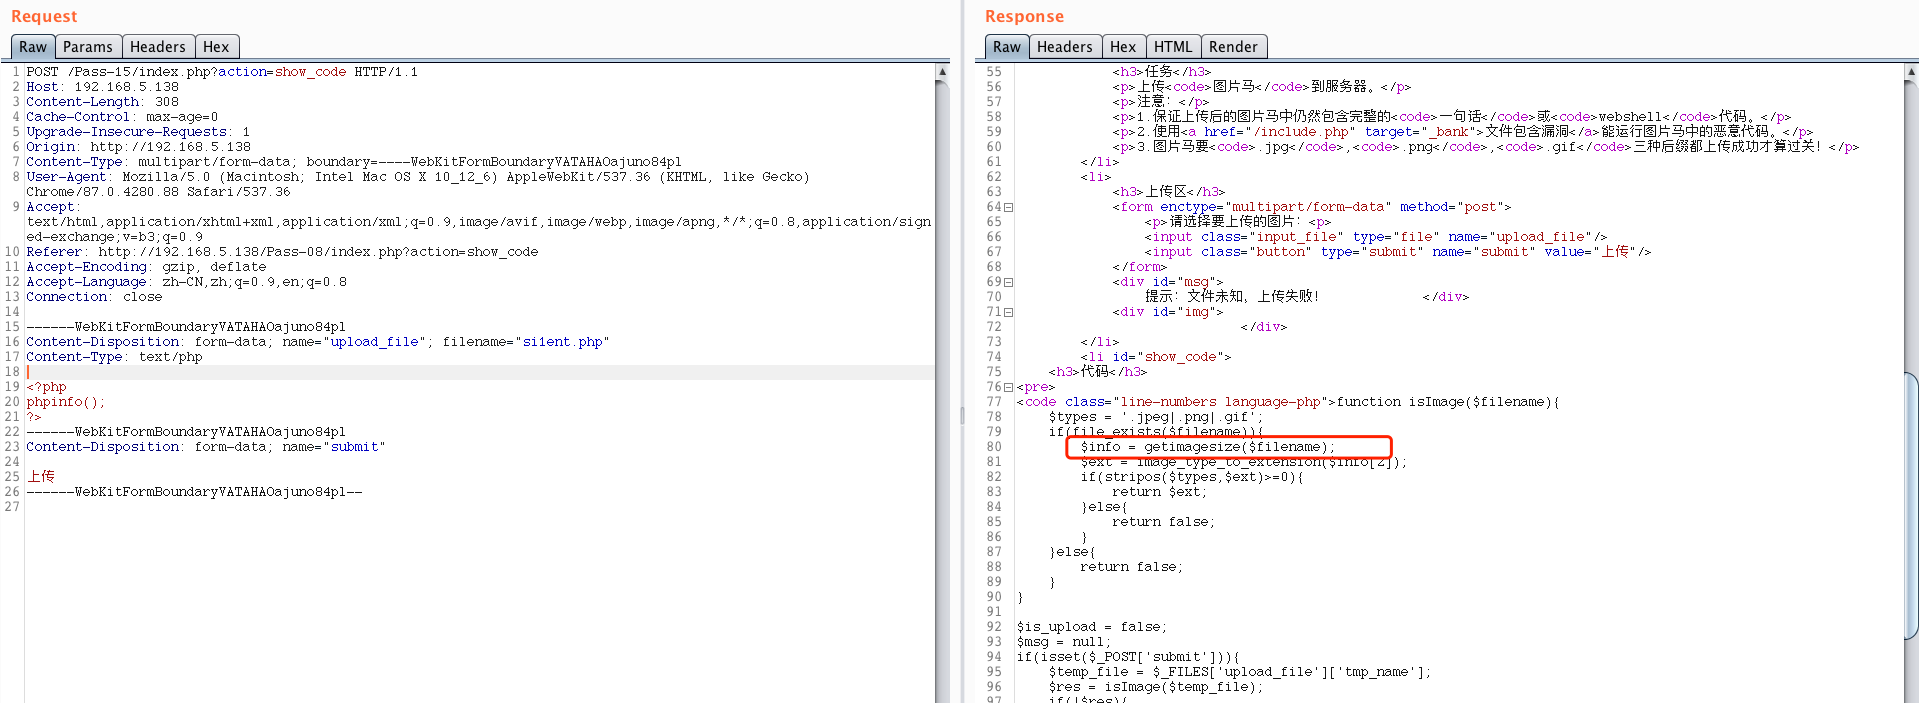 Request
Raw Params Headers Hex
1 POST /Pass-15/index.php?action=show_code HTTP/1.1
2 Host: 192.168.5.138
3 Content-Length: 308
4 Cache-Control: max-age=0
5 Upgrade-Insecure-Requests: 1
6 Origin: http://192.168.5.138
7 Content-Type: multipart/form-data; boundary=----WebKitFormBoundaryVATAHAOajuno84pl
8 User-Agent: Mozilla/5.0 (Macintosh; Intel Mac OS X 10_12_6) AppleWebKit/537.36 (KHTML, like Gecko)
Chrome/87.0.4280.88 Safari/537.36
9 Accept:
text/html,application/xhtml+xml,application/xml;q=0.9,image/avif,image/webp,image/apng,*/*;q=0.8,application/sign
ed-exchange;v=b3;q=0.9
10 Referer: http://192.168.5.138/Pass-08/index.php?action=show_code
11 Accept-Encoding: gzip, deflate
12 Accept-Language: zh-CN,zh;q=0.9,en;q=0.8
13 Connection: close
14
15 ------WebKitFormBoundaryVATAHAOajuno84pl
16 Content-Disposition: form-data; name="upload_file"; filename="si1ent.php"
17 Content-Type: text/php
18
19 <?php
20 phpinfo();
21 ?>
22 ------WebKitFormBoundaryVATAHAOajuno84pl
23 Content-Disposition: form-data; name="submit"
24
25 上传
26 ------WebKitFormBoundaryVATAHAOajuno84pl--
27
Response
Raw Headers Hex HTML Render
55 <h3>任务</h3>
56 <p>上传<code>图片马</code>到服务器。</p>
57 <p>注意：</p>
58 <p>1.保证上传后的图片马中仍然包含完整的<code>一句话</code>或<code>webshell</code>代码。</p>
59 <p>2.使用<a href="/include.php" target="_bank">文件包含漏洞</a>能运行图片马中的恶意代码。</p>
60 <p>3.图片马要<code>.jpg</code>,<code>.png</code>,<code>.gif</code>三种后缀都上传成功才算过关！</p>
61 </li>
62 <li>
63 <h3>上传区</h3>
64 <form enctype="multipart/form-data" method="post">
65 <p>请选择要上传的图片：<p>
66 <input class="input_file" type="file" name="upload_file"/>
67 <input class="button" type="submit" name="submit" value="上传"/>
68 </form>
69 <div id="msg">
70 提示：文件未知，上传失败！ </div>
71 <div id="img">
72 </div>
73 </li>
74 <li id="show_code">
75 <h3>代码</h3>
76 <pre>
77 <code class="line-numbers language-php">function isImage($filename){
78 $types = '.jpeg|.png|.gif';
79 if(file_exists($filename)){
80 $info = getimagesize($filename);
81 $ext = image_type_to_extension($info[2]);
82 if(stripos($types,$ext)>=0){
83 return $ext;
84 }else{
85 return false;
86 }
87 }else{
88 return false;
89 }
90 }
91
92 $is_upload = false;
93 $msg = null;
94 if(isset($_POST['submit'])){
95 $temp_file = $_FILES['upload_file']['tmp_name'];
96 $res = isImage($temp_file);
97 if(!$res){